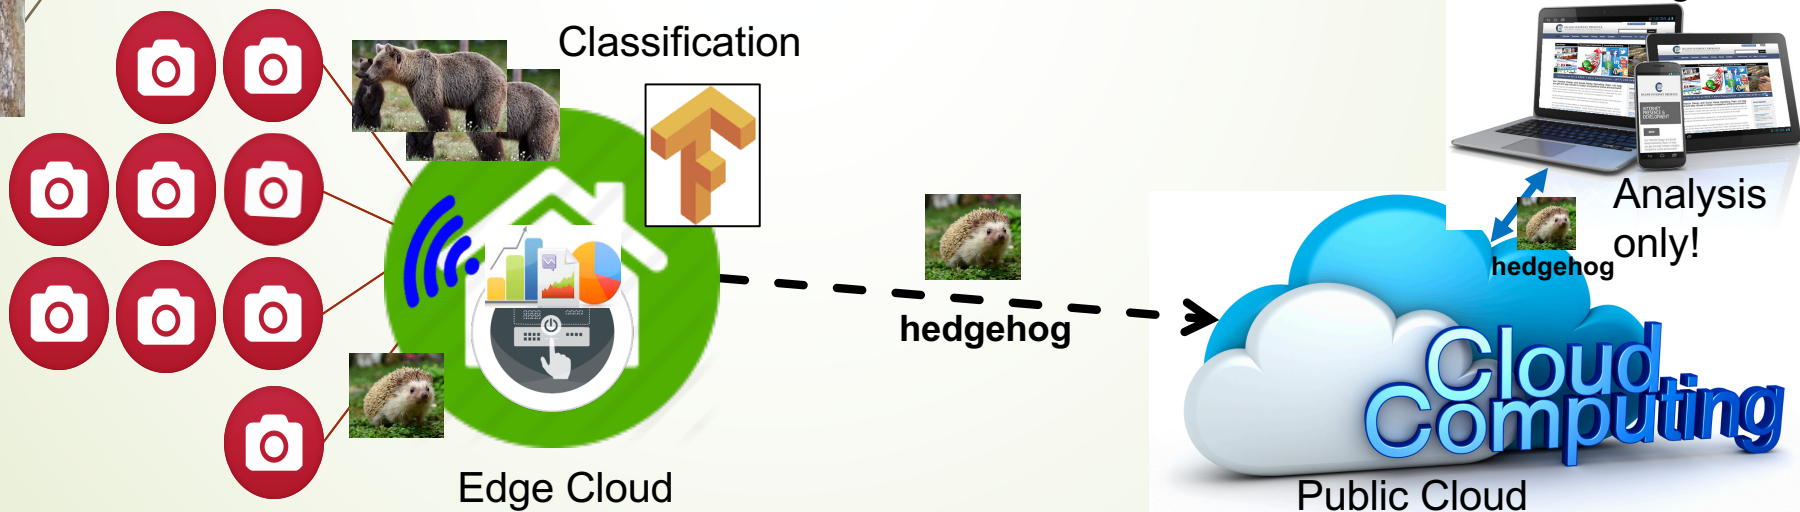 Classification
Analysis
only!
hedgehog
hedgehog
Cloud
Computing
Edge Cloud
Public Cloud